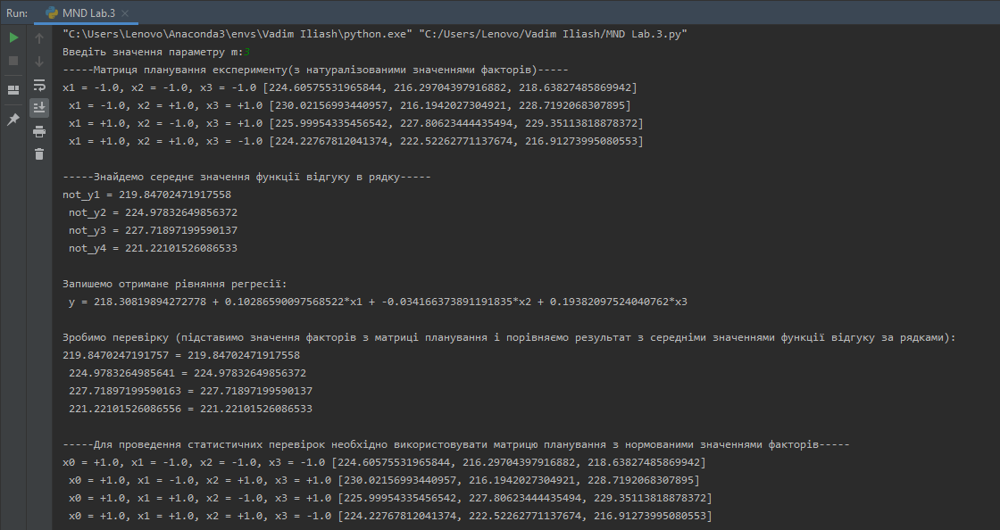 Run: MND Lab.3
"C:\Users\Lenovo\Anaconda3\envs\Vadim Iliash\python.exe" "C:/Users/Lenovo/Vadim Iliash/MND Lab.3.py"
Введіть значення параметру m:3
-----Матриця планування експерименту(з натуралізованими значеннями факторів)-----
x1 = -1.0, x2 = -1.0, x3 = -1.0 [224.60575531965844, 216.29704397916882, 218.63827485869942]
x1 = -1.0, x2 = +1.0, x3 = +1.0 [230.02156993440957, 216.1942027304921, 228.7192068307895]
x1 = +1.0, x2 = -1.0, x3 = +1.0 [225.99954335456542, 227.80623444435494, 229.35113818878372]
x1 = +1.0, x2 = +1.0, x3 = -1.0 [224.22767812041374, 222.52262771137674, 216.91273995080553]
-----Знайдемо середнє значення функції відгуку в рядку-----
not_y1 = 219.84702471917558
not_y2 = 224.97832649856372
not_y3 = 227.71897199590137
not_y4 = 221.22101526086533
Запишемо отримане рівняння регресії:
y = 218.30819894272778 + 0.10286590097568522*x1 + -0.034166373891191835*x2 + 0.19382097524040762*x3
Зробимо перевірку (підставимо значення факторів з матриці планування і порівняємо результат з середніми значеннями функції відгуку за рядками):
219.8470247191757 = 219.84702471917558
224.9783264985641 = 224.97832649856372
227.71897199590163 = 227.71897199590137
221.22101526086556 = 221.22101526086533
-----Для проведення статистичних перевірок необхідно використовувати матрицю планування з нормованими значеннями факторів-----
x0 = +1.0, x1 = -1.0, x2 = -1.0, x3 = -1.0 [224.60575531965844, 216.29704397916882, 218.63827485869942]
x0 = +1.0, x1 = -1.0, x2 = +1.0, x3 = +1.0 [230.02156993440957, 216.1942027304921, 228.7192068307895]
x0 = +1.0, x1 = +1.0, x2 = -1.0, x3 = +1.0 [225.99954335456542, 227.80623444435494, 229.35113818878372]
x0 = +1.0, x1 = +1.0, x2 = +1.0, x3 = -1.0 [224.22767812041374, 222.52262771137674, 216.91273995080553]